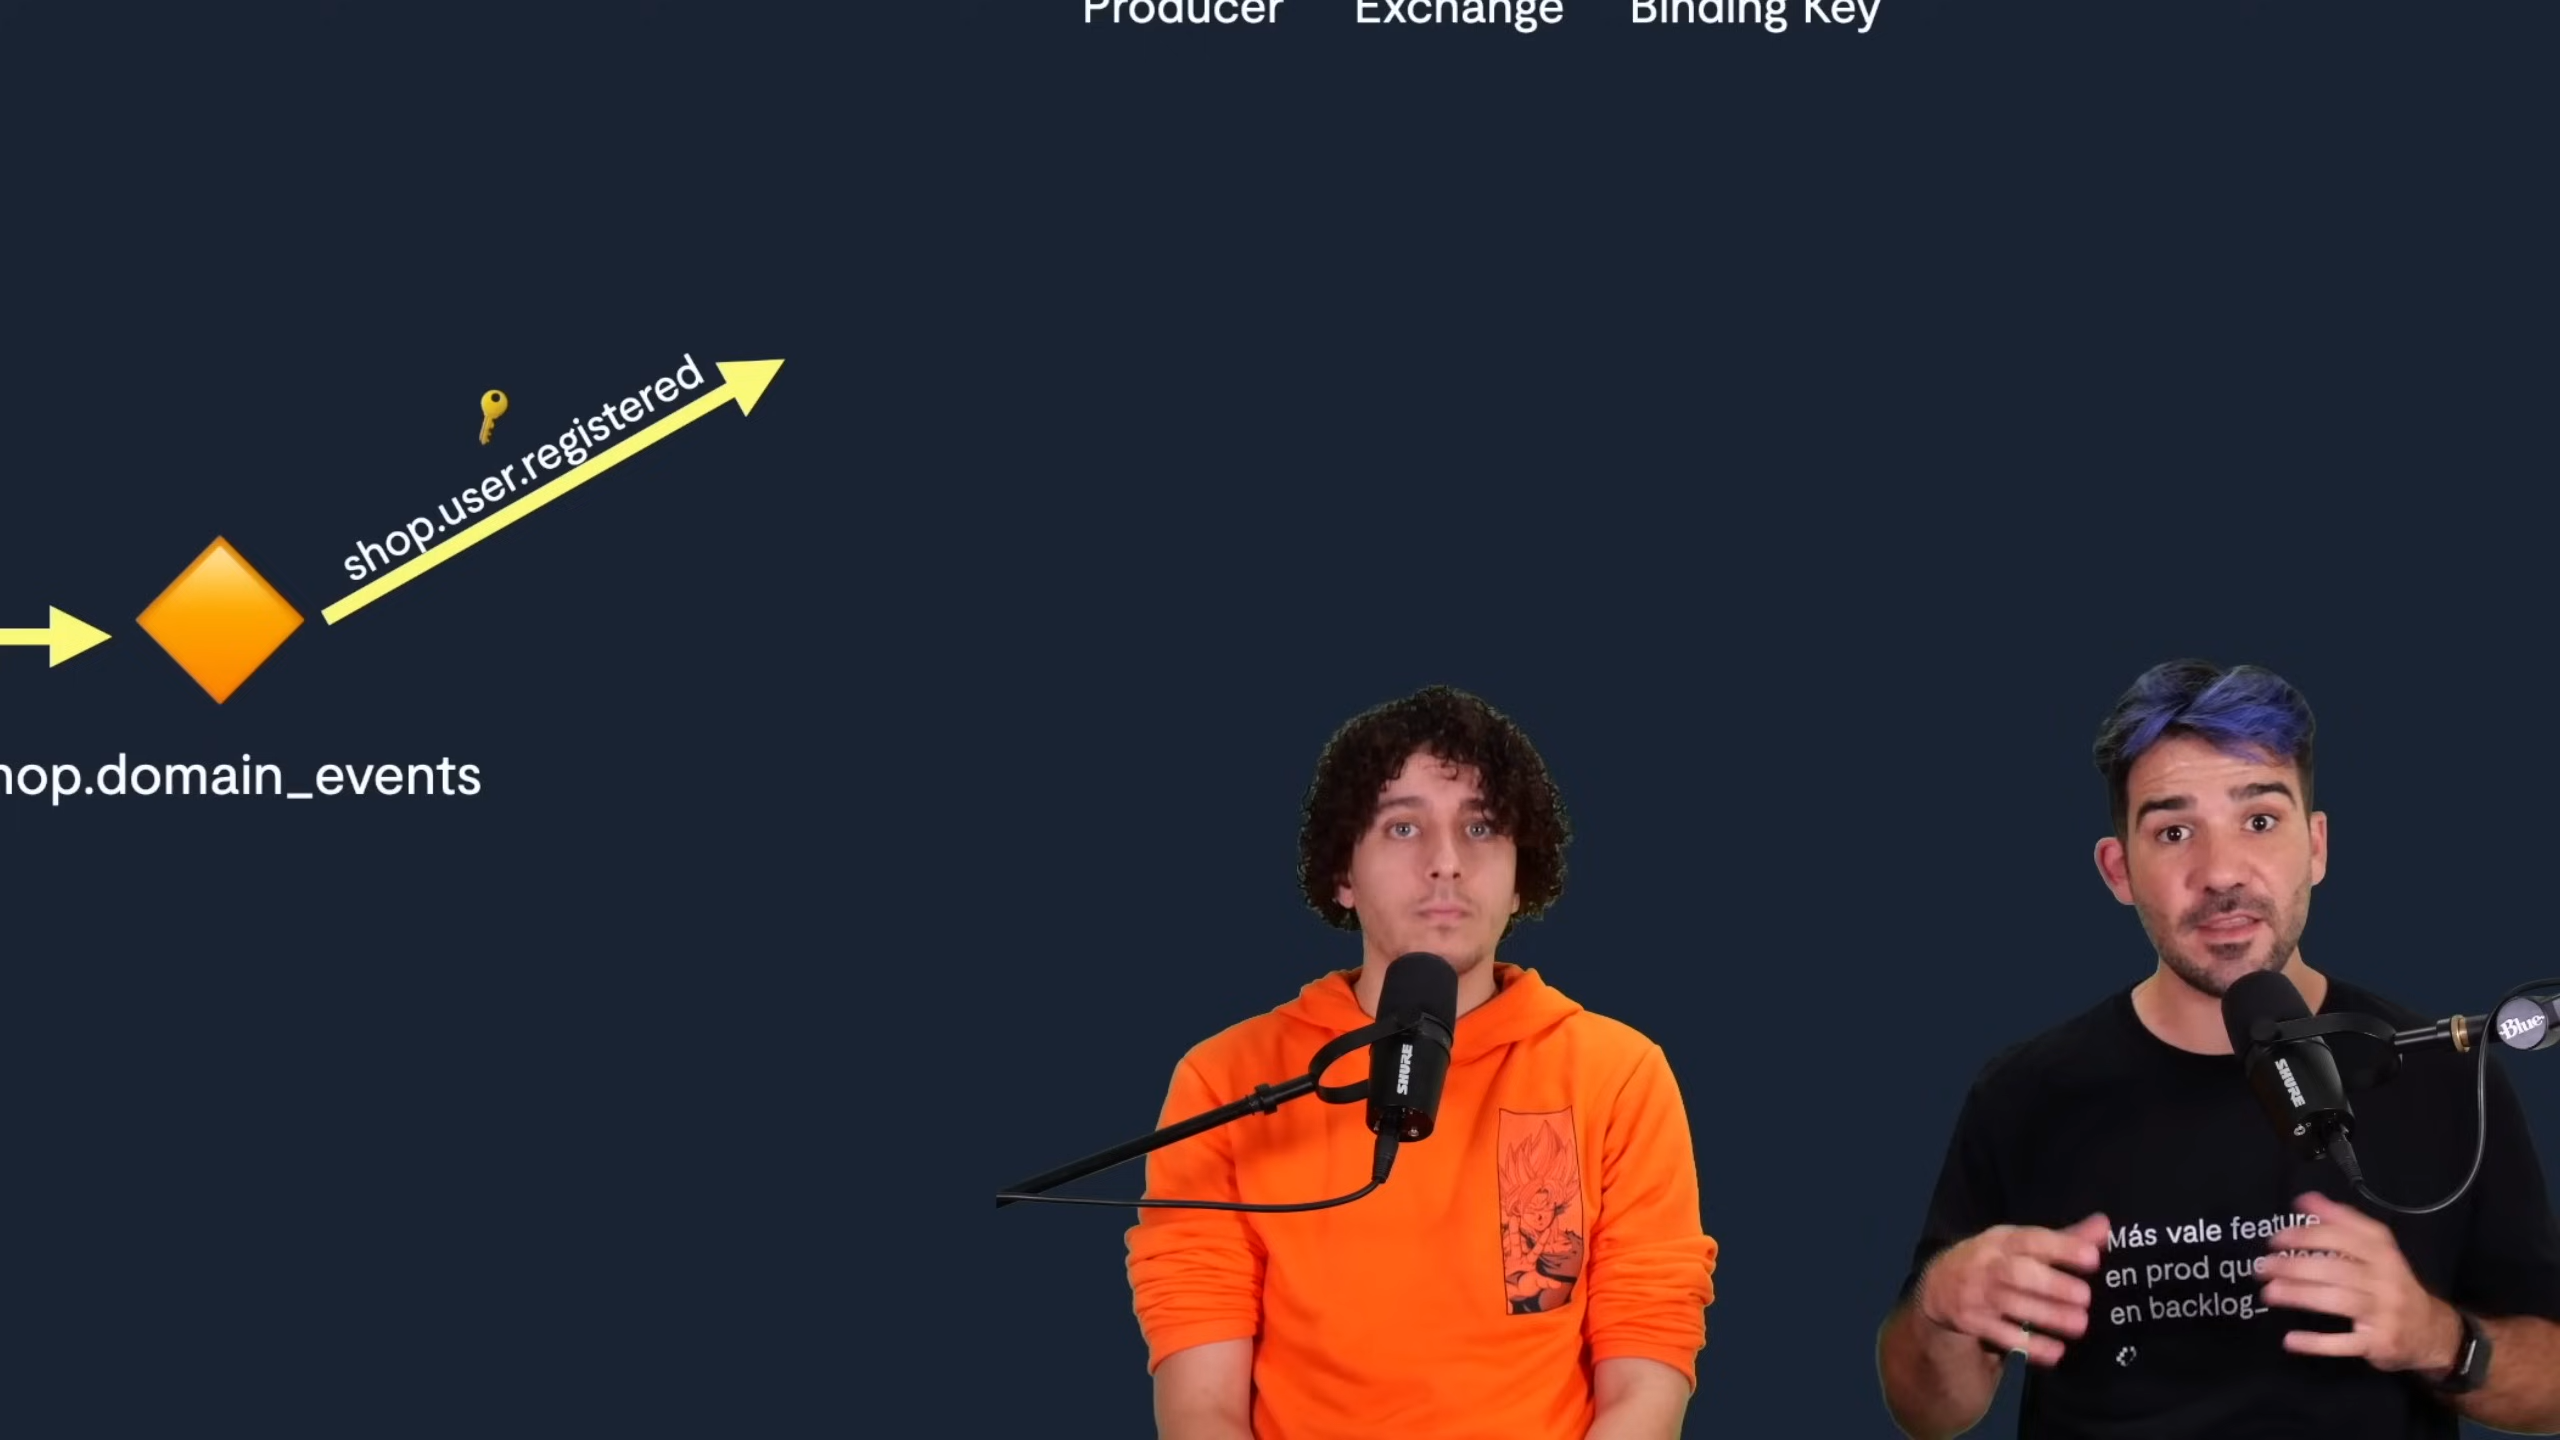 Producer Exchange Binding Key
shop.user.registered
hop.domain_events
SHURE
SHURE
Blue
Más vale feature
en prod que
en backlog_